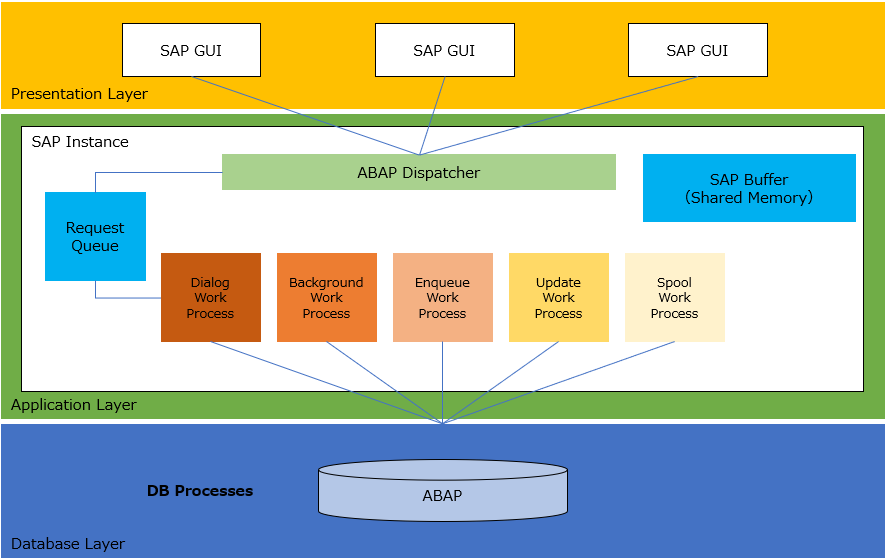 SAP GUI
SAP GUI
SAP GUI
Presentation Layer
SAP Instance
ABAP Dispatcher
SAP Buffer
（Shared Memory）
Request
Queue
Dialog
Work
Process
Background
Work
Process
Enqueue
Work
Process
Update
Work
Process
Spool
Work
Process
Application Layer
DB Processes
ABAP
Database Layer